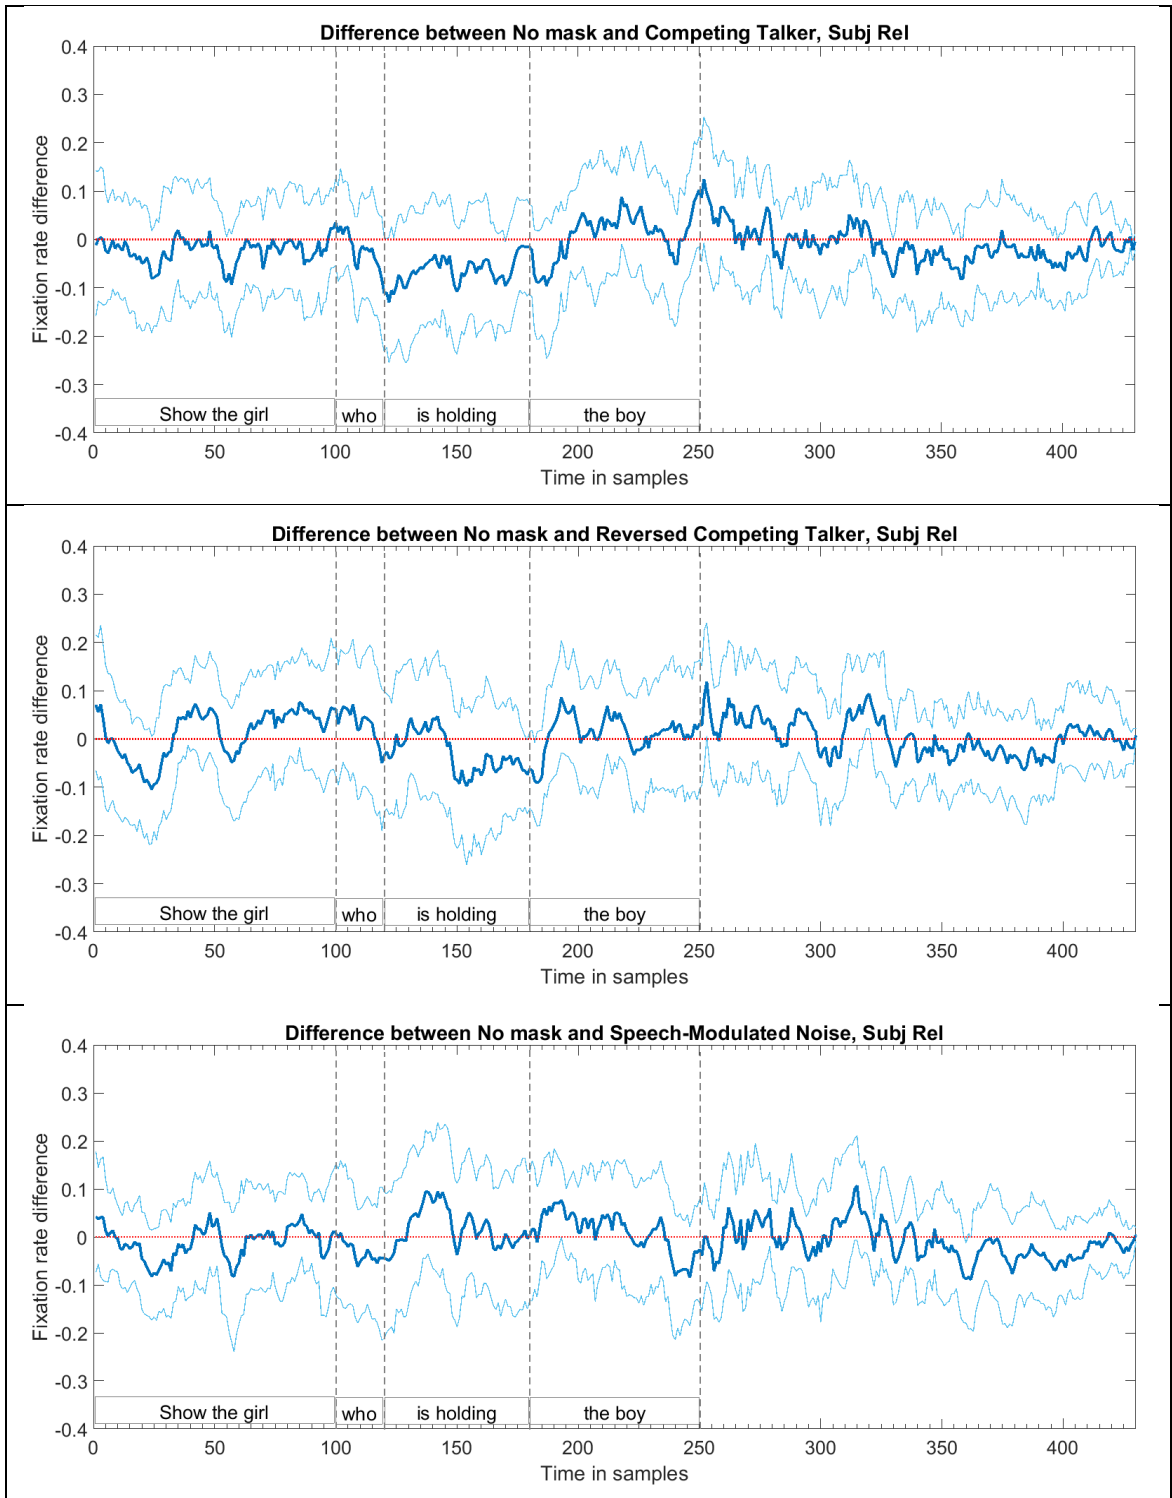 Difference between No mask and Competing Talker, Subj Rel
0.4
0.3
0.2
0.1
0
-0.1
-0.2
-0.3
-0.4
Fixation rate difference
Show the girl who is holding the boy
0 50 100 150 200 250 300 350 400
Time in samples
Difference between No mask and Reversed Competing Talker, Subj Rel
0.4
0.3
0.2
0.1
0
-0.1
-0.2
-0.3
-0.4
Fixation rate difference
Show the girl who is holding the boy
0 50 100 150 200 250 300 350 400
Time in samples
Difference between No mask and Speech-Modulated Noise, Subj Rel
0.4
0.3
0.2
0.1
0
-0.1
-0.2
-0.3
-0.4
Fixation rate difference
Show the girl who is holding the boy
0 50 100 150 200 250 300 350 400
Time in samples